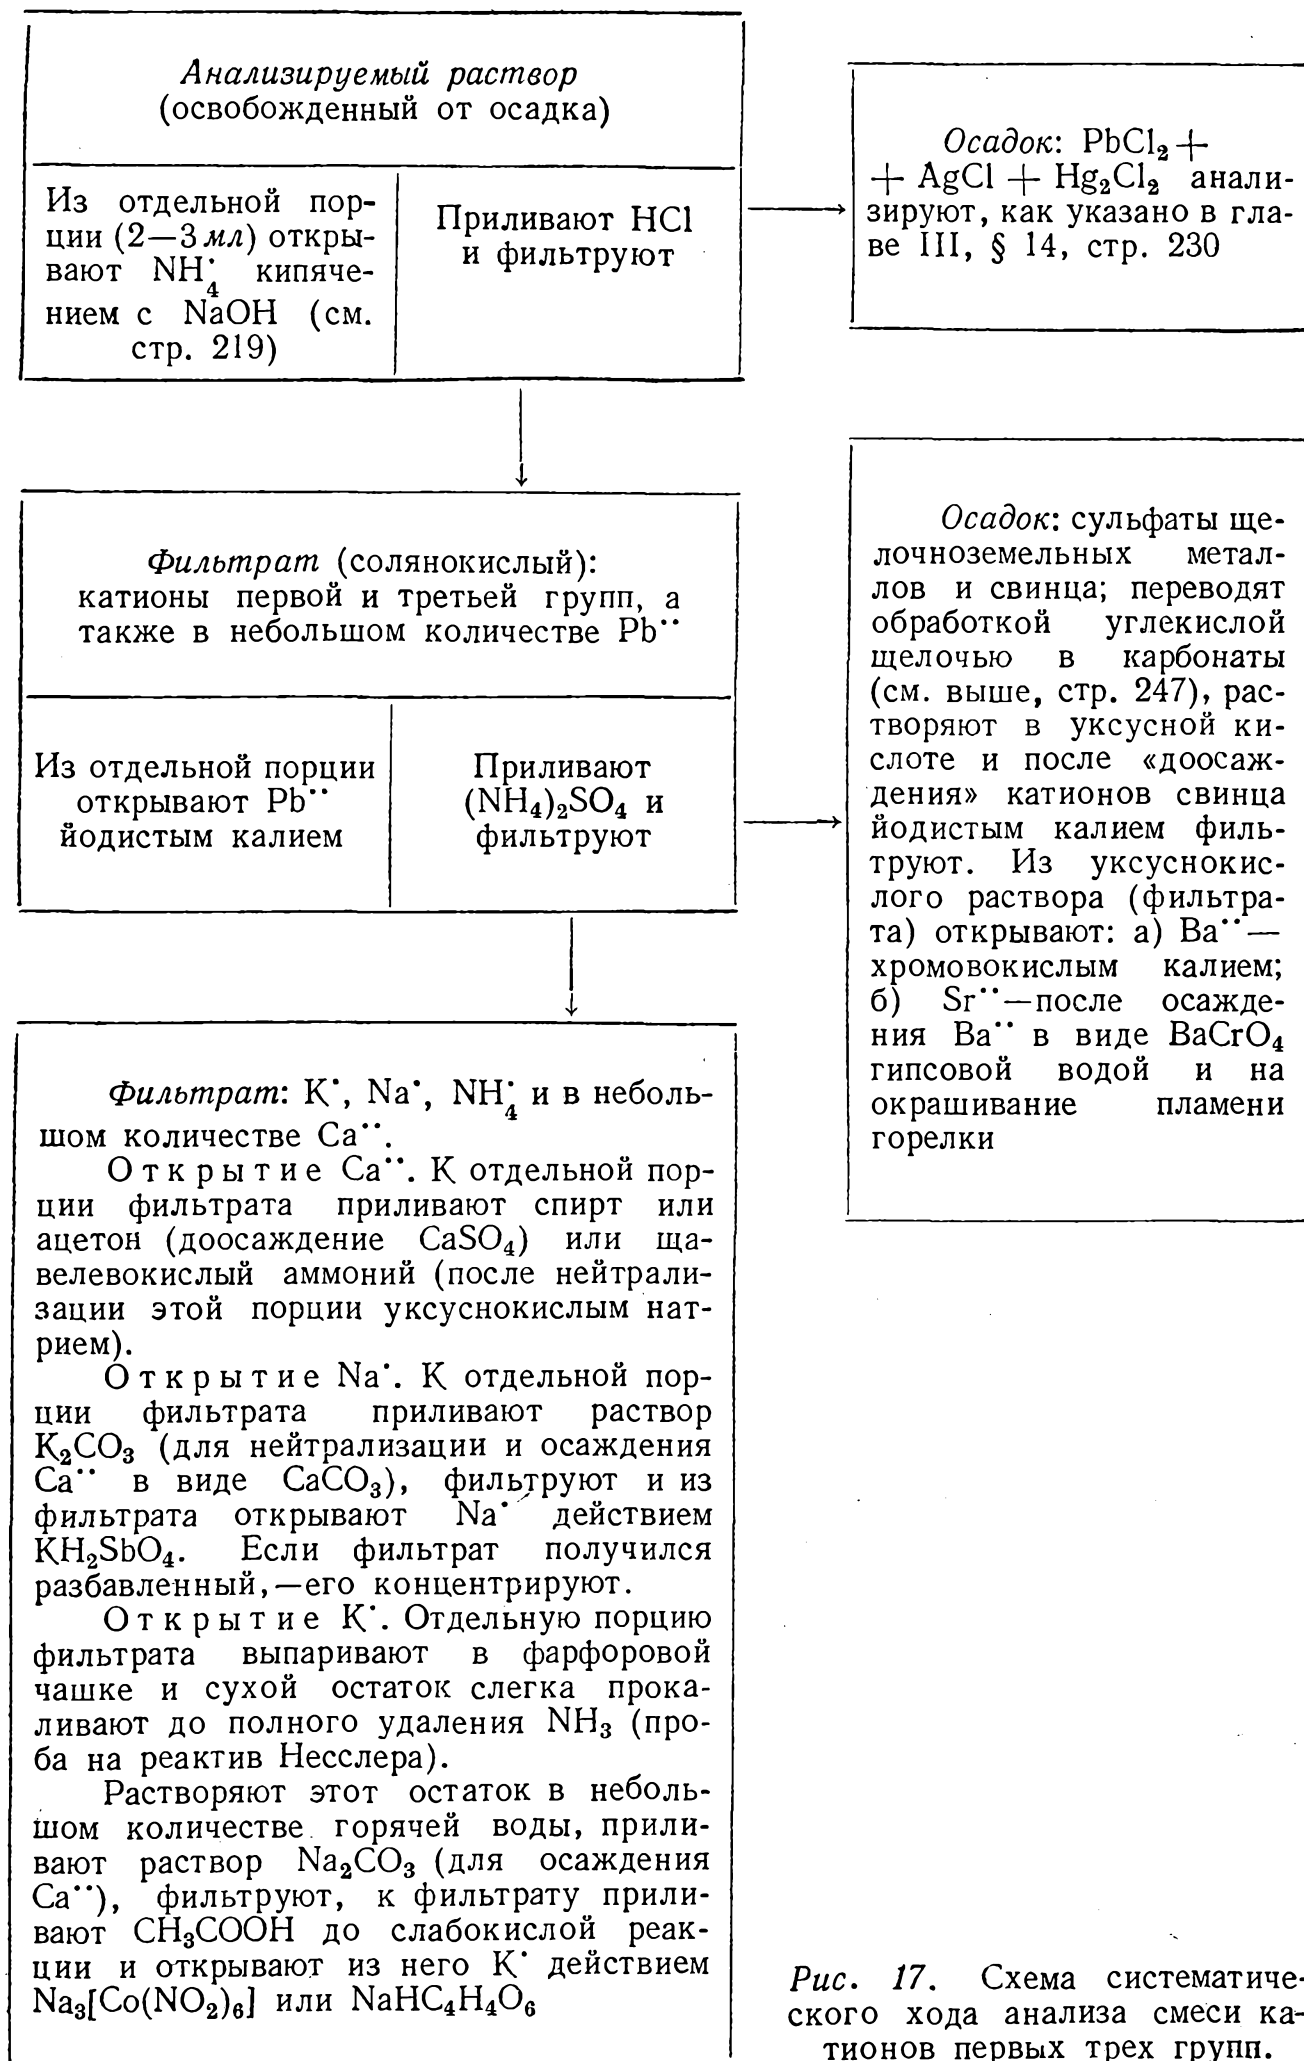 Анализируемый раствор
(освобожденный от осадка)
Из отдельной пор-
ции (2—3 мл) откры-
вают NH₄˙ кипяче-
нием с NaOH (см.
стр. 219)
Приливают HCl
и фильтруют
Осадок: PbCl₂ +
+ AgCl + Hg₂Cl₂ анали-
зируют, как указано в гла-
ве III, § 14, стр. 230
Фильтрат (солянокислый):
катионы первой и третьей групп, а
также в небольшом количестве Pb˙˙
Из отдельной порции
открывают Pb˙˙
йодистым калием
Приливают
(NH₄)₂SO₄ и
фильтруют
Осадок: сульфаты ще-
лочноземельных метал-
лов и свинца; переводят
обработкой углекислой
щелочью в карбонаты
(см. выше, стр. 247), рас-
творяют в уксусной ки-
слоте и после «доосаж-
дения» катионов свинца
йодистым калием филь-
труют. Из уксуснокис-
лого раствора (фильтра-
та) открывают: а) Ba˙˙—
хромовокислым калием;
б) Sr˙˙—после осажде-
ния Ba˙˙ в виде BaCrO₄
гипсовой водой и на
окрашивание пламени
горелки
Фильтрат: K˙, Na˙, NH₄˙ и в неболь-
шом количестве Ca˙˙.
Открытие Ca˙˙. К отдельной пор-
ции фильтрата приливают спирт или
ацетон (доосаждение CaSO₄) или ща-
велевокислый аммоний (после нейтрали-
зации этой порции уксуснокислым нат-
рием).
Открытие Na˙. К отдельной пор-
ции фильтрата приливают раствор
K₂CO₃ (для нейтрализации и осаждения
Ca˙˙ в виде CaCO₃), фильтруют и из
фильтрата открывают Na˙ действием
KH₂SbO₄. Если фильтрат получился
разбавленный,—его концентрируют.
Открытие K˙. Отдельную порцию
фильтрата выпаривают в фарфоровой
чашке и сухой остаток слегка прока-
ливают до полного удаления NH₃ (про-
ба на реактив Несслера).
Растворяют этот остаток в неболь-
шом количестве горячей воды, прили-
вают раствор Na₂CO₃ (для осаждения
Ca˙˙), фильтруют, к фильтрату прили-
вают CH₃COOH до слабокислой реак-
ции и открывают из него K˙ действием
Na₃[Co(NO₂)₆] или NaHC₄H₄O₆
Рис. 17. Схема систематиче-
ского хода анализа смеси ка-
тионов первых трех групп.